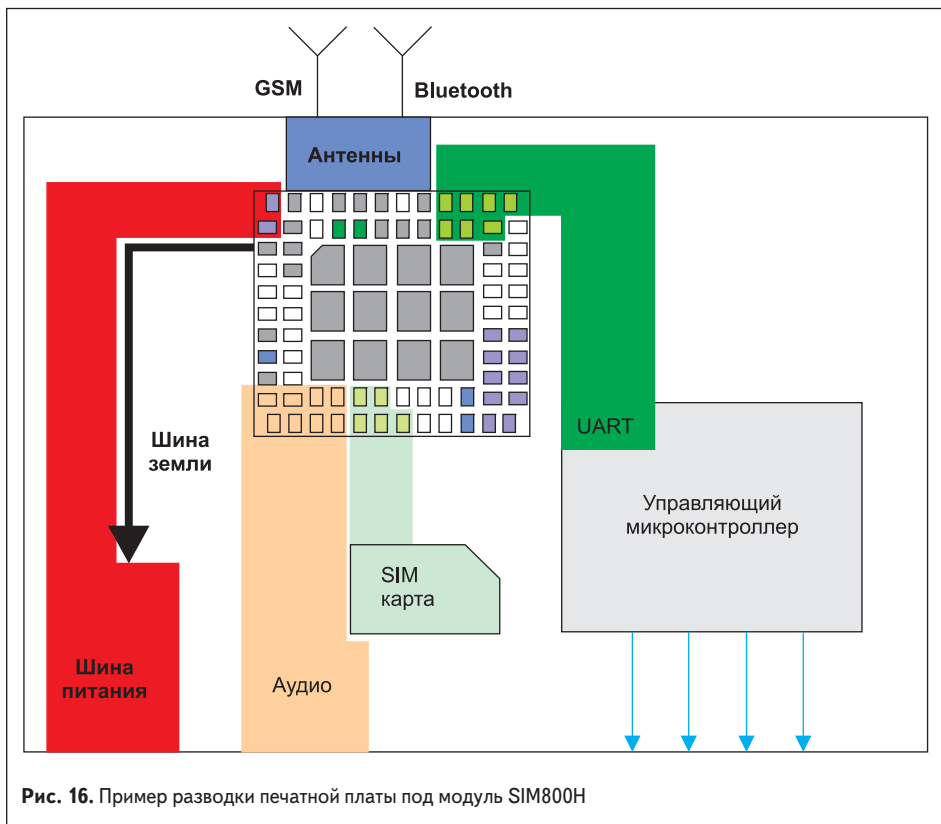 GSM
Bluetooth
Антенны
UART
Шина
земли
Управляющий
микроконтроллер
SIM
карта
Шина
питания
Аудио
Рис. 16. Пример разводки печатной платы под модуль SIM800H